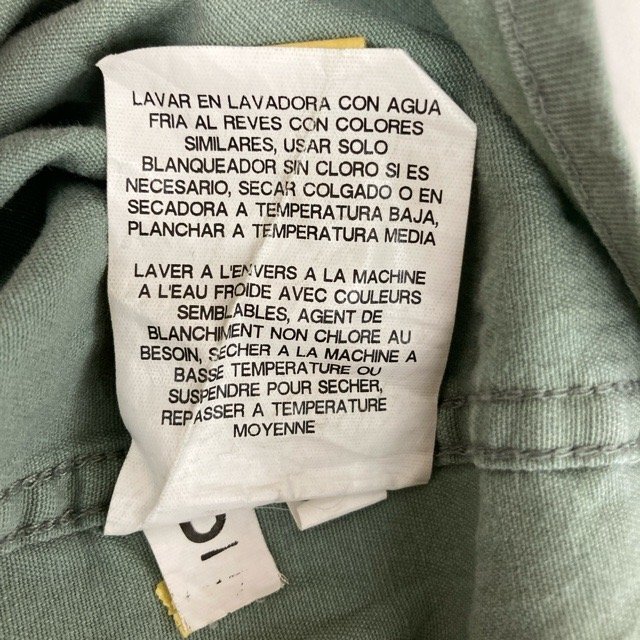 LAVAR EN LAVADORA CON AGUA
FRIA AL REVES CON COLORES
SIMILARES, USAR SOLO
BLANQUEADOR SIN CLORO SI ES
NECESARIO, SECAR COLGADO O EN
SECADORA A TEMPERATURA BAJA,
PLANCHAR A TEMPERATURA MEDIA
LAVER A L'ENVERS A LA MACHINE
A L'EAU FROIDE AVEC COULEURS
SEMBLABLES, AGENT DE
BLANCHIMENT NON CHLORE AU
BESOIN, SECHER A LA MACHINE A
BASSE TEMPERATURE OU
SUSPENDRE POUR SECHER,
REPASSER A TEMPERATURE
MOYENNE